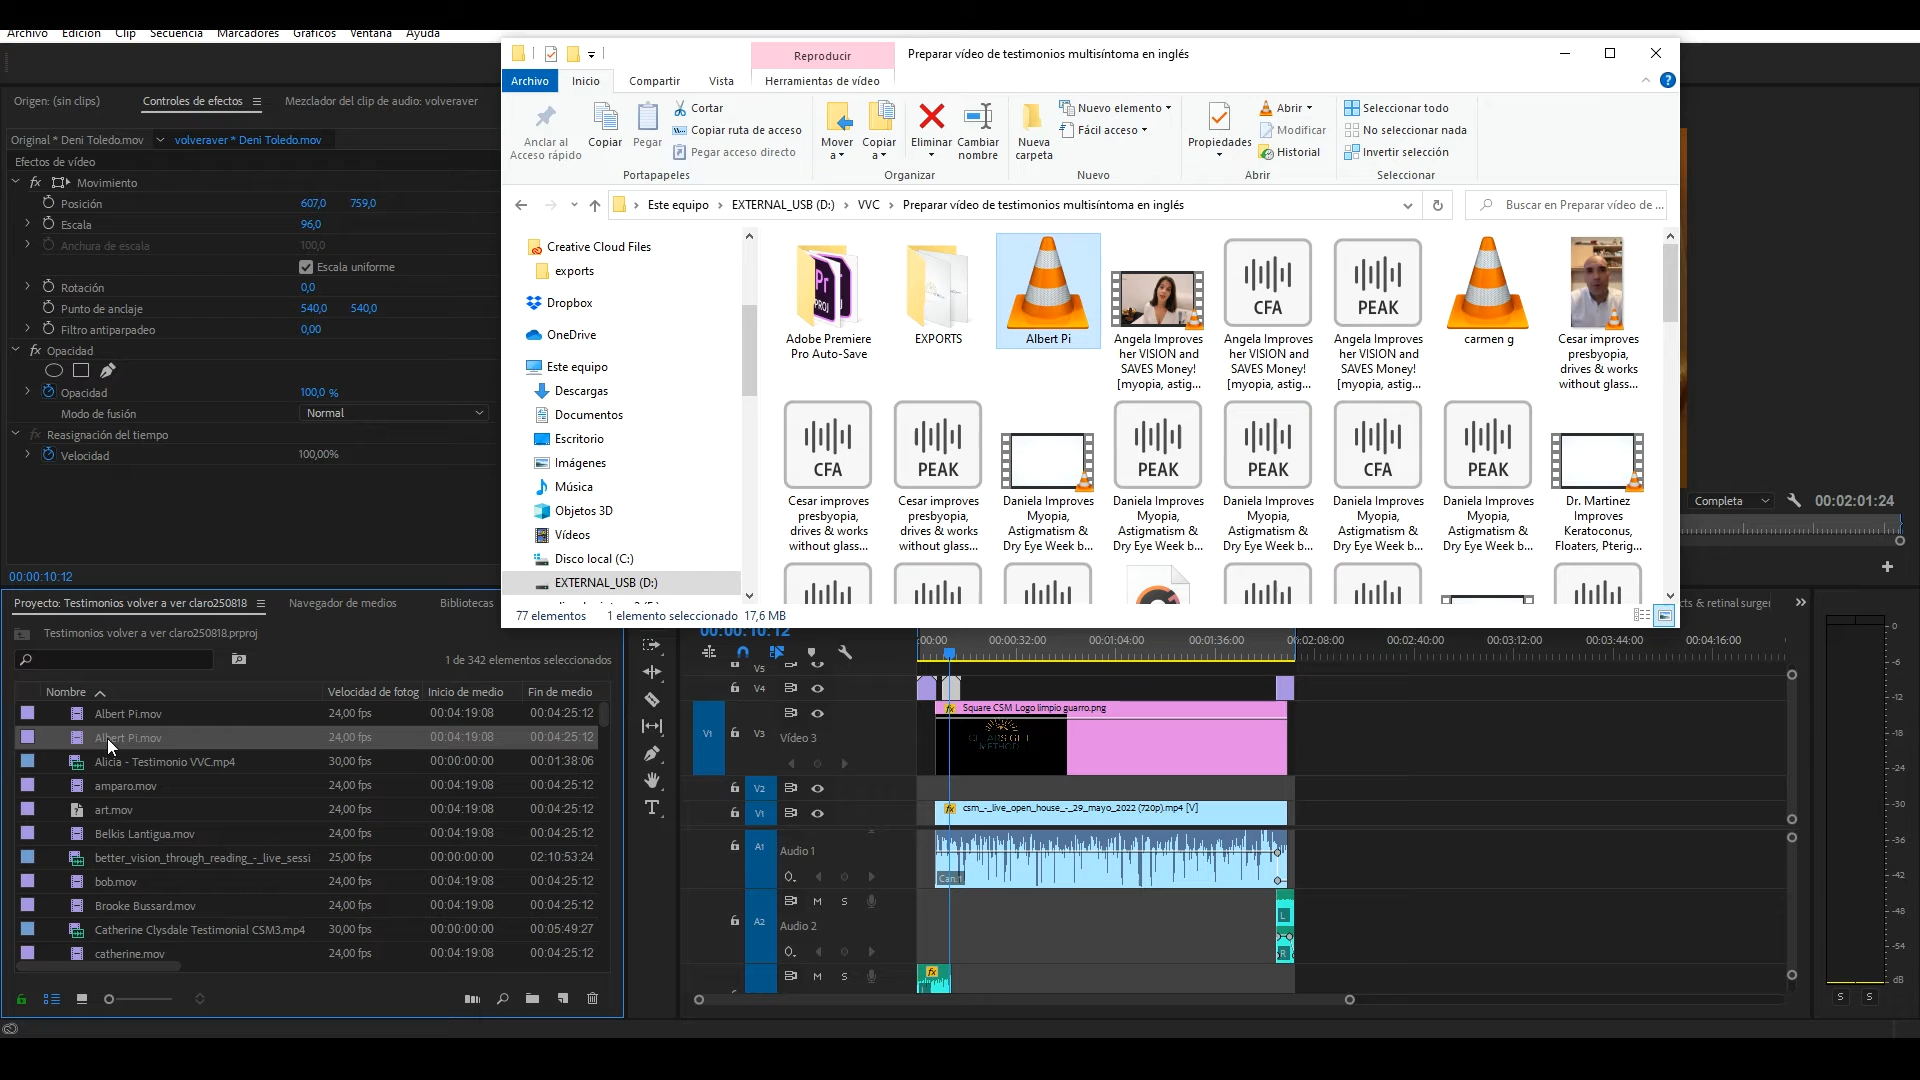 Archivo Edición Clip Secuencia Marcadores Gráficos Ventana Ayuda
Reproducir
Preparar vídeo de testimonios multisíntoma en inglés
Archivo Inicio Compartir Vista Herramientas de vídeo
Anclar al Acceso rápido
Copiar
Pegar
Cortar
Copiar ruta de acceso
Pegar acceso directo
Portapapeles
Mover a
Copiar a
Eliminar
Cambiar nombre
Organizar
Nueva carpeta
Nuevo elemento
Fácil acceso
Nuevo
Propiedades
Abrir
Modificar
Historial
Abrir
Seleccionar todo
No seleccionar nada
Invertir selección
Seleccionar
Este equipo > EXTERNAL_USB (D:) > VVC > Preparar vídeo de testimonios multisíntoma en inglés
Buscar en Preparar vídeo de ...
Creative Cloud Files
exports
Dropbox
OneDrive
Este equipo
Descargas
Documentos
Escritorio
Imágenes
Música
Objetos 3D
Vídeos
Disco local (C:)
EXTERNAL_USB (D:)
Pr
PROJ
Adobe Premiere Pro Auto-Save
EXPORTS
Albert Pi
Angela Improves her VISION and SAVES Money! [myopia, astig...
CFA
Angela Improves her VISION and SAVES Money! [myopia, astig...
PEAK
Angela Improves her VISION and SAVES Money! [myopia, astig...
carmen g
Cesar improves presbyopia, drives & works without glass...
CFA
Cesar improves presbyopia, drives & works without glass...
PEAK
Cesar improves presbyopia, drives & works without glass...
Daniela Improves Myopia, Astigmatism & Dry Eye Week b...
PEAK
Daniela Improves Myopia, Astigmatism & Dry Eye Week b...
PEAK
Daniela Improves Myopia, Astigmatism & Dry Eye Week b...
CFA
Daniela Improves Myopia, Astigmatism & Dry Eye Week b...
PEAK
Daniela Improves Myopia, Astigmatism & Dry Eye Week b...
Dr. Martinez Improves Keratoconus, Floaters, Pterig...
77 elementos 1 elemento seleccionado 17,6 MB
Origen: (sin clips) Controles de efectos Mezclador del clip de audio: volveraver
Original * Deni Toledo.mov volveraver * Deni Toledo.mov
Efectos de vídeo
fx Movimiento
Posición 607,0 759,0
Escala 96,0
Anchura de escala 100,0
Escala uniforme
Rotación 0,0
Punto de anclaje 540,0 540,0
Filtro antiparpadeo 0,00
fx Opacidad
Opacidad 100,0 %
Modo de fusión Normal
fx Reasignación del tiempo
Velocidad 100,00%
00:00:10:12
Completa 00:02:01:24
Proyecto: Testimonios volver a ver claro250818 Navegador de medios Bibliotecas
Testimonios volver a ver claro250818.prproj
1 de 342 elementos seleccionados
Nombre Velocidad de fotog Inicio de medio Fin de medio
Albert Pi.mov 24,00 fps 00:04:19:08 00:04:25:12
Albert Pi.mov 24,00 fps 00:04:19:08 00:04:25:12
Alicia - Testimonio VVC.mp4 30,00 fps 00:00:00:00 00:01:38:06
amparo.mov 24,00 fps 00:04:19:08 00:04:25:12
art.mov 24,00 fps 00:04:19:08 00:04:25:12
Belkis Lantigua.mov 24,00 fps 00:04:19:08 00:04:25:12
better_vision_through_reading_-_live_sessi 25,00 fps 00:00:00:00 02:10:53:24
bob.mov 24,00 fps 00:04:19:08 00:04:25:12
Brooke Bussard.mov 24,00 fps 00:04:19:08 00:04:25:12
Catherine Clysdale Testimonial CSM3.mp4 30,00 fps 00:00:00:00 00:05:49:27
catherine.mov 24,00 fps 00:04:19:08 00:04:25:12
cts & retinal surger
00:00:10:12
:00:00 00:00:32:00 00:01:04:00 00:01:36:00 00:02:08:00 00:02:40:00 00:03:12:00 00:03:44:00 00:04:16:00
V5
V4
V1 V3 Vídeo 3
fx Square CSM Logo limpio guarro.png
METHOD
V2
V1
fx csm_-_live_open_house_-_29_mayo_2022 (720p).mp4 [V]
A1 Audio 1
Can.1
M S
A2 Audio 2
L
R
M S
fx
0
-6
-12
-18
-24
-30
-36
-42
-48
-54
dB
S S